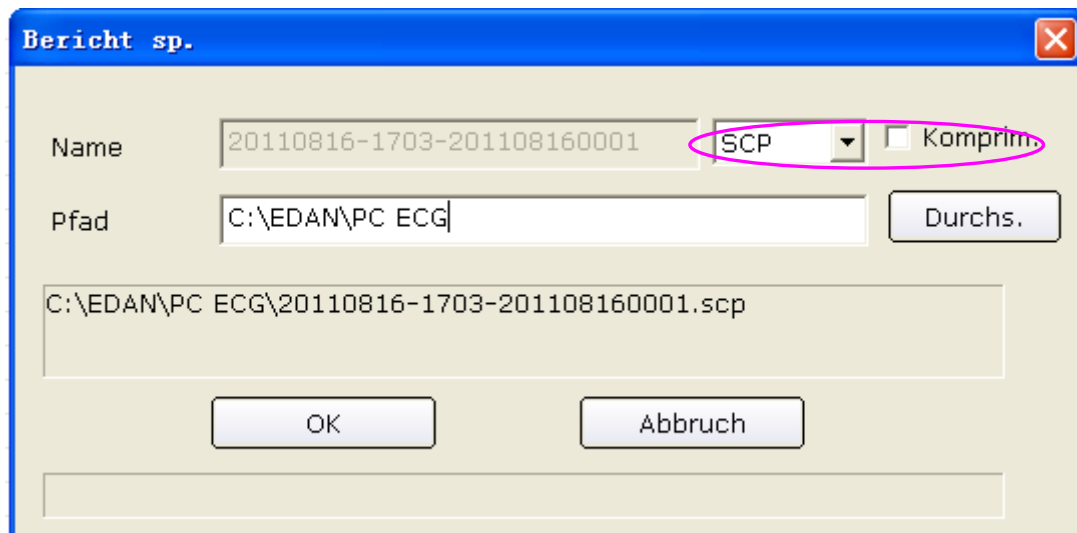 Bericht sp.
Name 20110816-1703-201108160001 SCP Komprim.
Pfad C:\EDAN\PC ECG Durchs.
C:\EDAN\PC ECG\20110816-1703-201108160001.scp
OK Abbruch